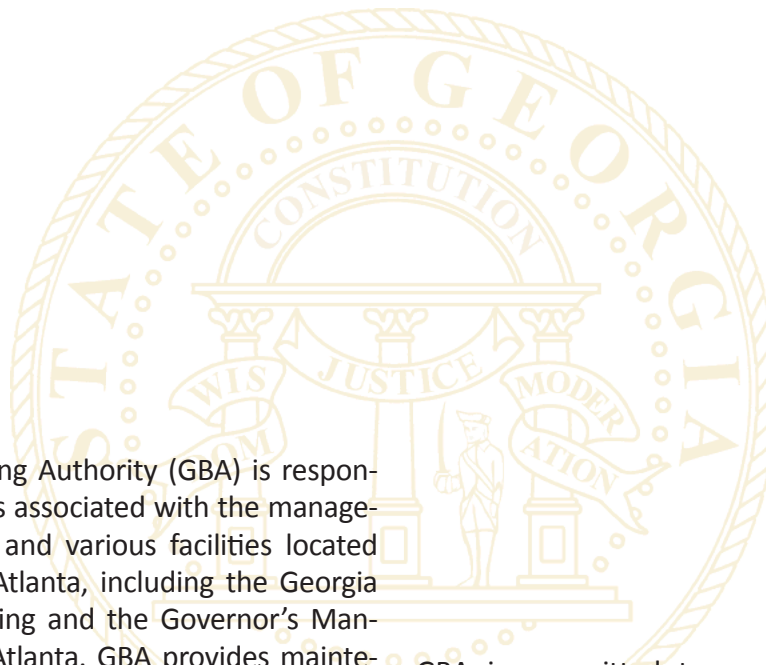 STATE OF GEORGIA
CONSTITUTION
WIS
DOM
JUSTICE
MODER
ATION
ng Authority (GBA) is respon-
s associated with the manage-
and various facilities located
Atlanta, including the Georgia
ing and the Governor's Man-
Atlanta. GBA provides mainte-